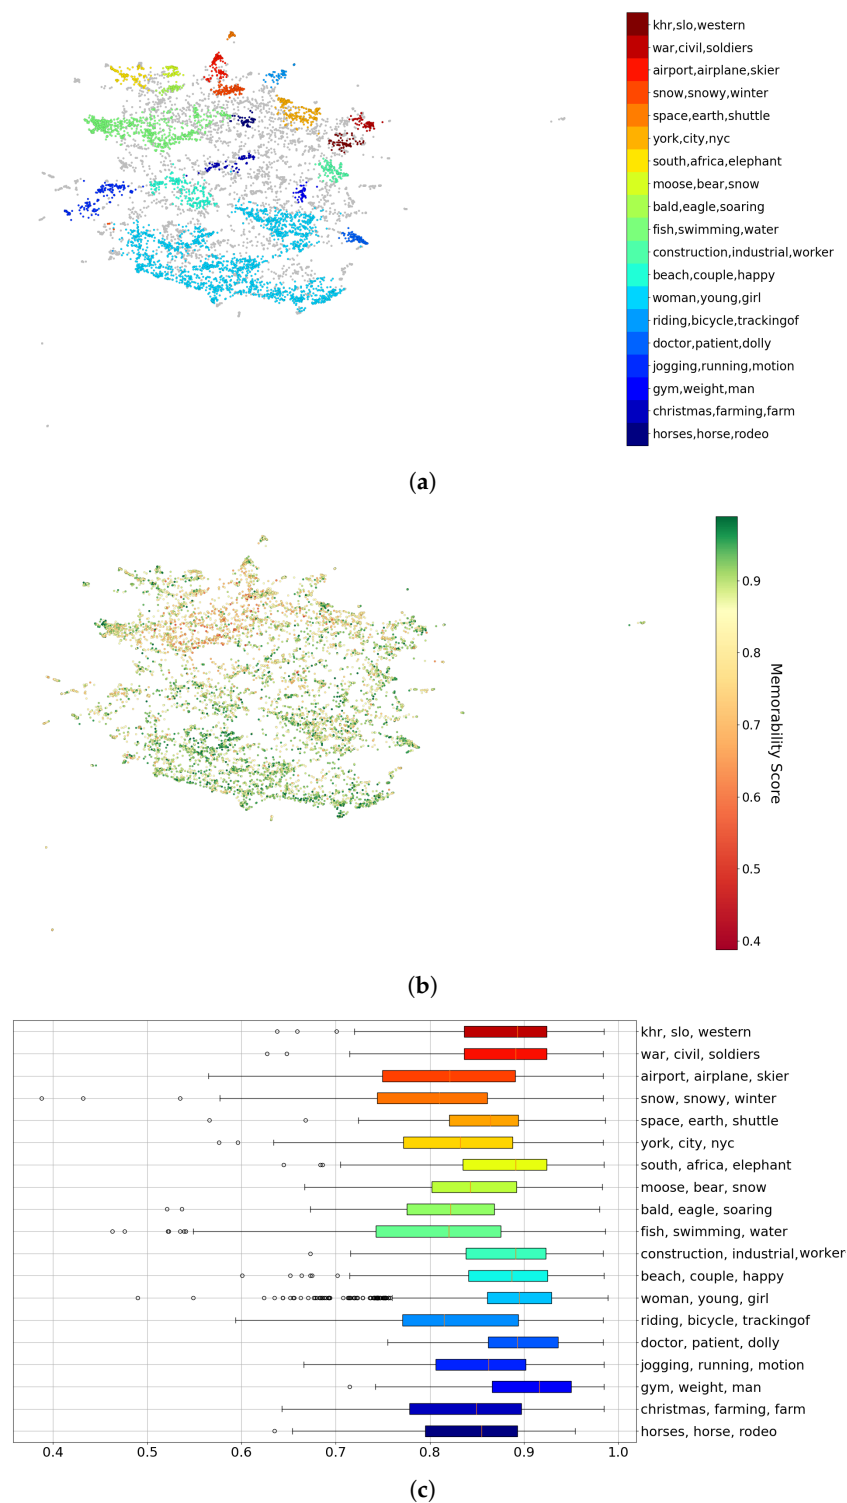 khr,slo,western
war,civil,soldiers
airport,airplane,skier
snow,snowy,winter
space,earth,shuttle
york,city,nyc
south,africa,elephant
moose,bear,snow
bald,eagle,soaring
fish,swimming,water
construction,industrial,worker
beach,couple,happy
woman,young,girl
riding,bicycle,trackingof
doctor,patient,dolly
jogging,running,motion
gym,weight,man
christmas,farming,farm
horses,horse,rodeo
(a)
0.9
0.8
0.7
0.6
0.5
0.4
Memorability Score
(b)
khr, slo, western
war, civil, soldiers
airport, airplane, skier
snow, snowy, winter
space, earth, shuttle
york, city, nyc
south, africa, elephant
moose, bear, snow
bald, eagle, soaring
fish, swimming, water
construction, industrial,worker
beach, couple, happy
woman, young, girl
riding, bicycle, trackingof
doctor, patient, dolly
jogging, running, motion
gym, weight, man
christmas, farming, farm
horses, horse, rodeo
0.4 0.5 0.6 0.7 0.8 0.9 1.0
(c)